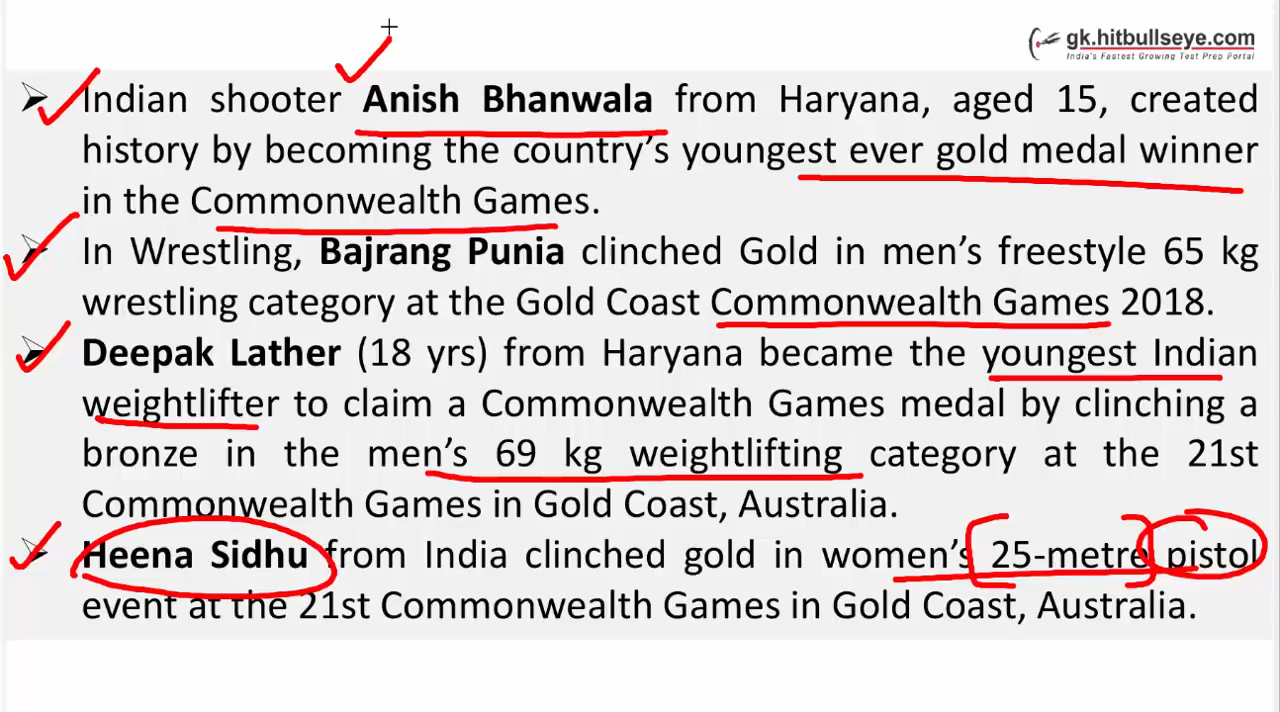 gk.hitbullseye.com
India's Fastest Growing Test Prep Portal
Indian shooter Anish Bhanwala from Haryana, aged 15, created
history by becoming the country's youngest ever gold medal winner
in the Commonwealth Games.
In Wrestling, Bajrang Punia clinched Gold in men's freestyle 65 kg
wrestling category at the Gold Coast Commonwealth Games 2018.
Deepak Lather (18 yrs) from Haryana became the youngest Indian
weightlifter to claim a Commonwealth Games medal by clinching a
bronze in the men's 69 kg weightlifting category at the 21st
Commonwealth Games in Gold Coast, Australia.
Heena Sidhu from India clinched gold in women's 25-metre pistol
event at the 21st Commonwealth Games in Gold Coast, Australia.